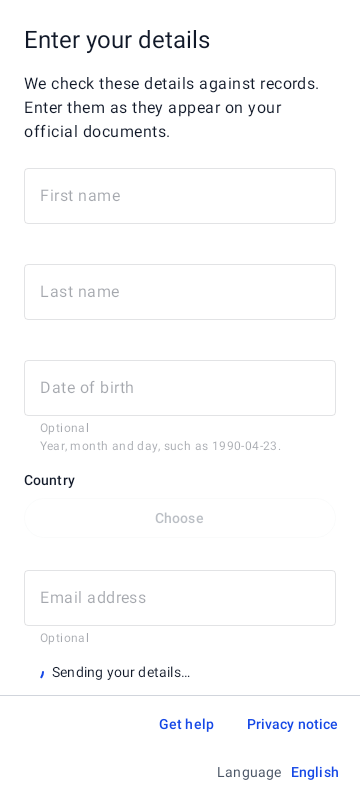 Enter your details
We check these details against records.
Enter them as they appear on your
official documents.
First name
Last name
Date of birth
Optional
Year, month and day, such as 1990-04-23.
Country
Choose
Email address
Optional
Sending your details…
Get help Privacy notice
Language English